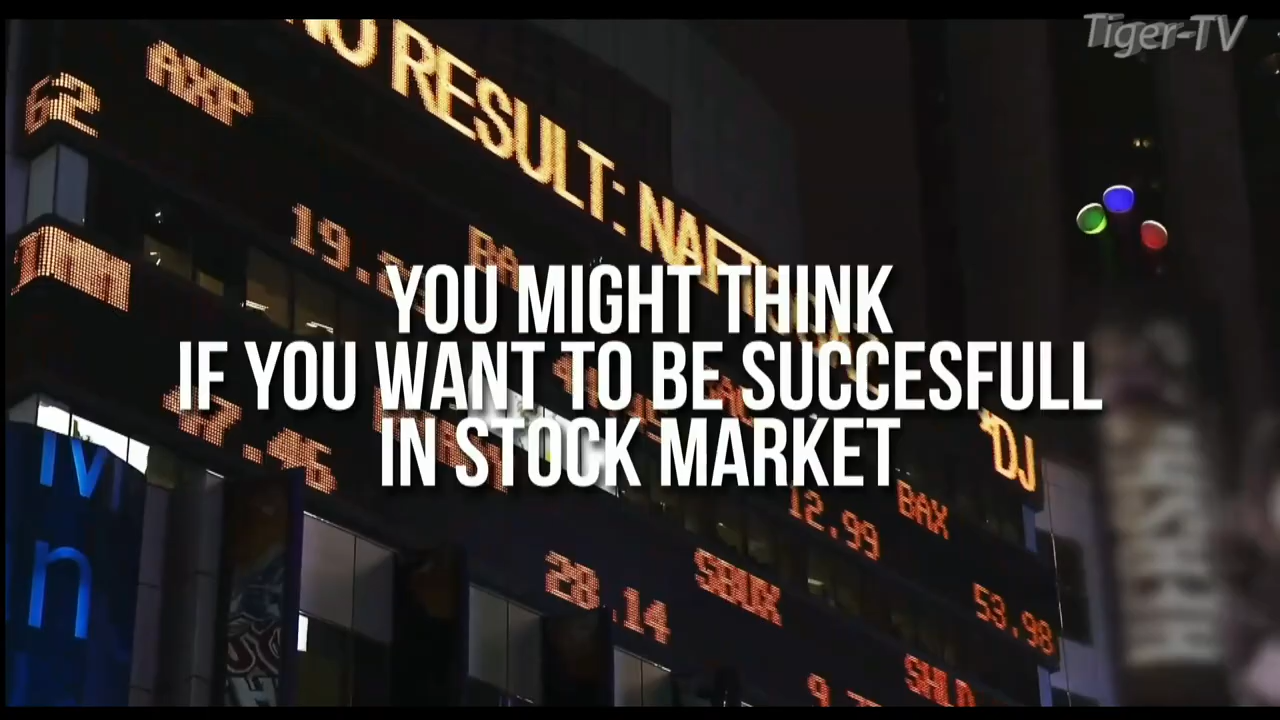 Tiger-TV
RESULT:
AXP
62
19.
YOU MIGHT THINK
IF YOU WANT TO BE SUCCESFULL
IN STOCK MARKET
*DJ
BAX
12.99
SBUX
28.14
53.98
n